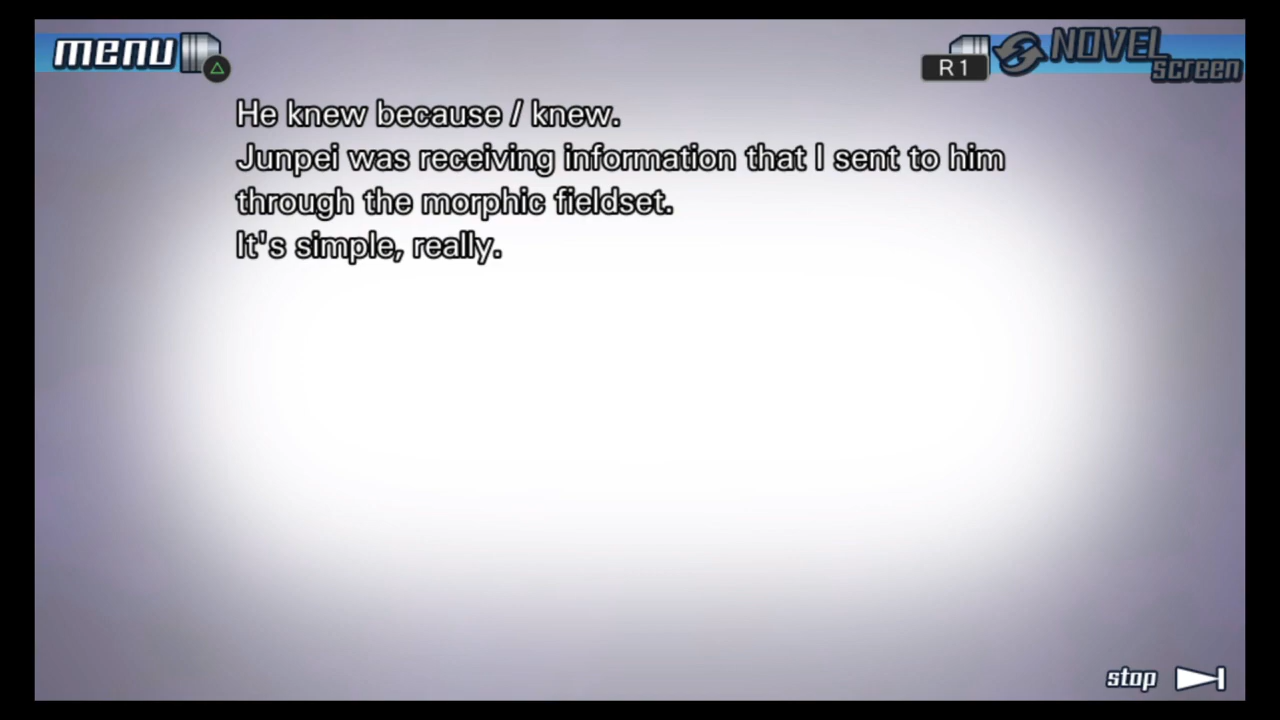 menu
R1
NOVEL
screen
He knew because I knew.
Junpei was receiving information that I sent to him
through the morphic fieldset.
It's simple, really.
stop